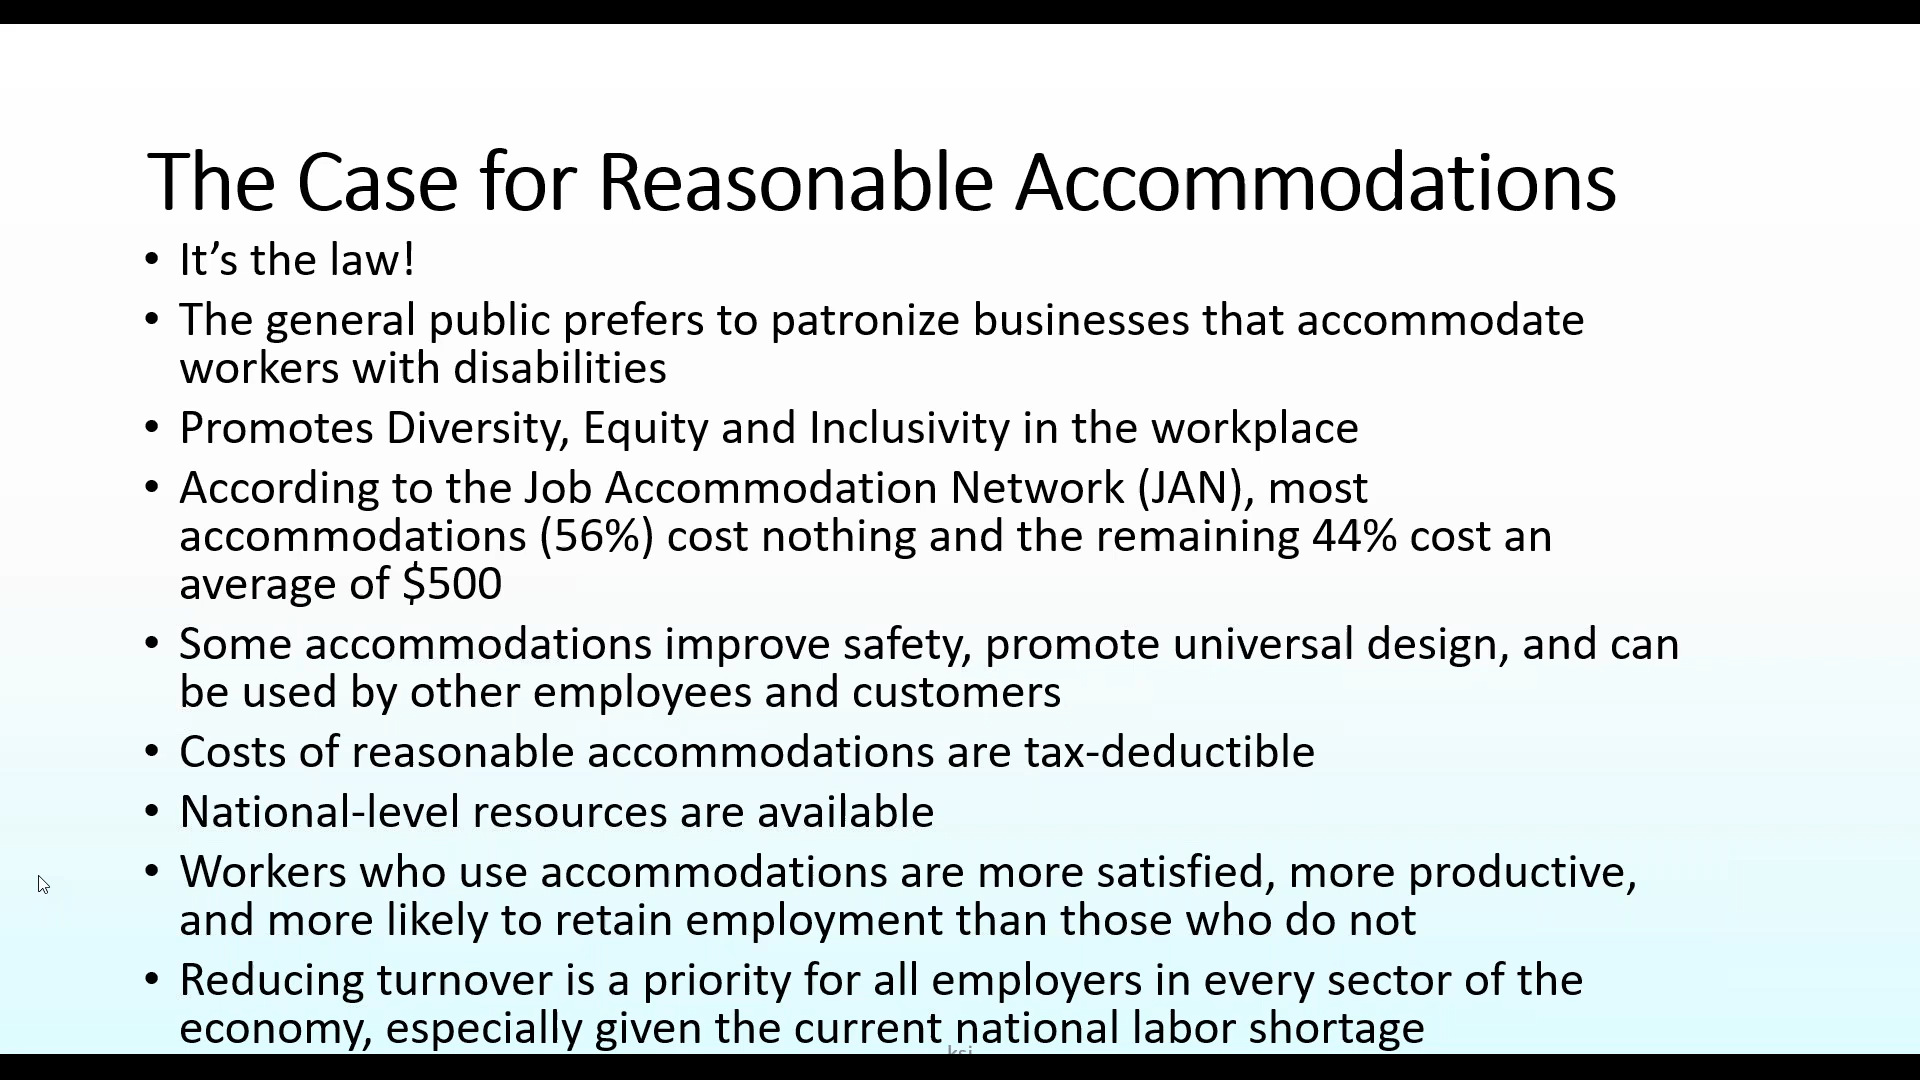 The Case for Reasonable Accommodations
• It’s the law!
• The general public prefers to patronize businesses that accommodate
workers with disabilities
• Promotes Diversity, Equity and Inclusivity in the workplace
• According to the Job Accommodation Network (JAN), most
accommodations (56%) cost nothing and the remaining 44% cost an
average of $500
• Some accommodations improve safety, promote universal design, and can
be used by other employees and customers
• Costs of reasonable accommodations are tax-deductible
• National-level resources are available
• Workers who use accommodations are more satisfied, more productive,
and more likely to retain employment than those who do not
• Reducing turnover is a priority for all employers in every sector of the
economy, especially given the current national labor shortage